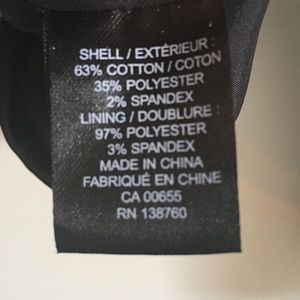 SHELL / EXTÉRIEUR :
63% COTTON / COTON
35% POLYESTER
2% SPANDEX
LINING / DOUBLURE :
97% POLYESTER
3% SPANDEX
MADE IN CHINA
FABRIQUÉ EN CHINE
CA 00655
RN 138760